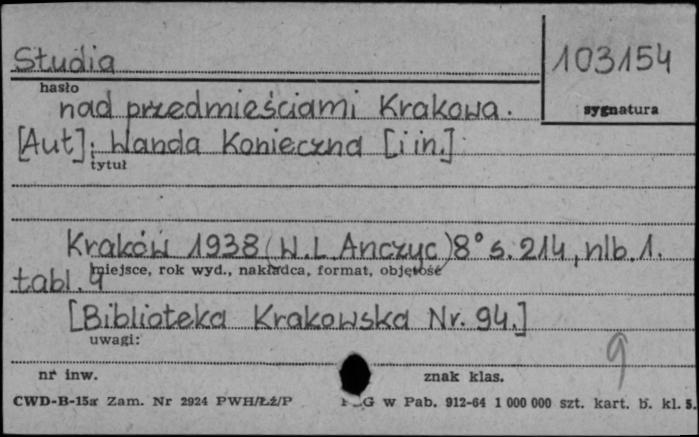 Studia
103154
hasło
sygnatura
nad przedmieściami Krakowa.
[Aut]: Wanda Konieczna [i in.]
tytuł
Kraków 1938 (W.L. Anczyc) 8° s. 214, nlb. 1.
miejsce, rok wyd., nakładca, format, objętość
tabl. 4
[Biblioteka Krakowska Nr. 94.]
uwagi:
9
nr inw.
znak klas.
CWD-B-15a Zam. Nr 2924 PWH/Łż/P G w Pab. 912-64 1 000 000 szt. kart. b. kl. 5.